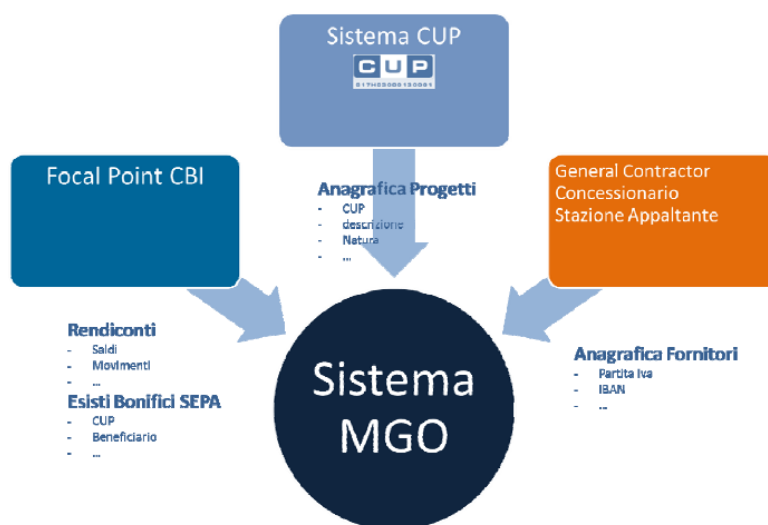 Sistema CUP
CUP
Focal Point CBI
General Contractor
Concessionario
Stazione Appaltante
Anagrafica Progetti
- CUP
- descrizione
- Natura
- ...
Rendiconti
- Saldi
- Movimenti
- ...
Esisti Bonifici SEPA
- CUP
- Beneficiario
- ...
Anagrafica Fornitori
- Partita Iva
- IBAN
- ...
Sistema
MGO